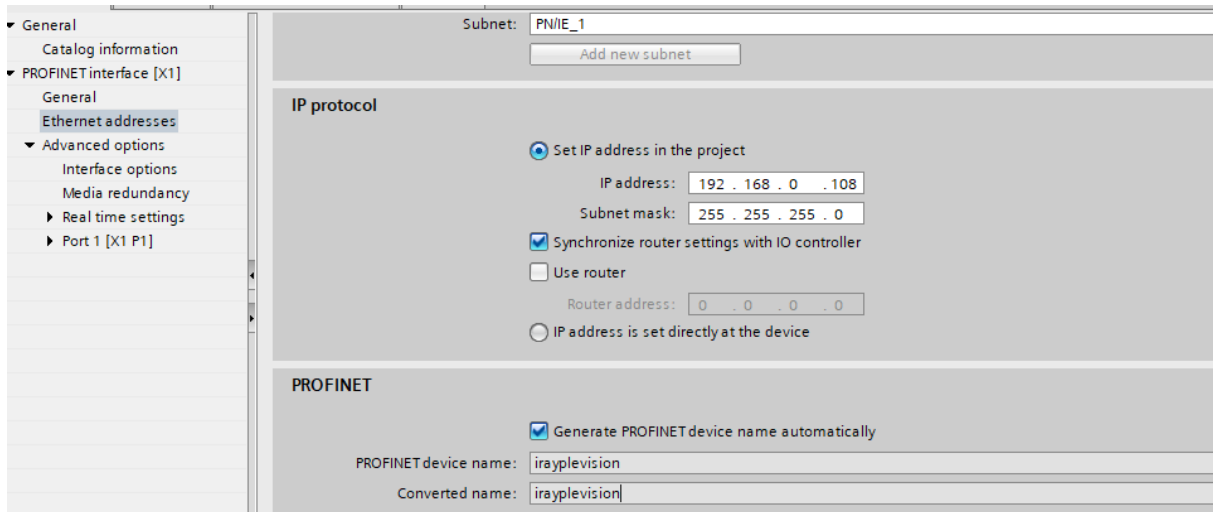 General
Catalog information
PROFINET interface [X1]
General
Ethernet addresses
Advanced options
Interface options
Media redundancy
Real time settings
Port 1 [X1 P1]
Subnet: PN/IE_1
Add new subnet
IP protocol
Set IP address in the project
IP address: 192 . 168 . 0 . 108
Subnet mask: 255 . 255 . 255 . 0
Synchronize router settings with IO controller
Use router
Router address: 0 . 0 . 0 . 0
IP address is set directly at the device
PROFINET
Generate PROFINET device name automatically
PROFINET device name: irayplevision
Converted name: irayplevision